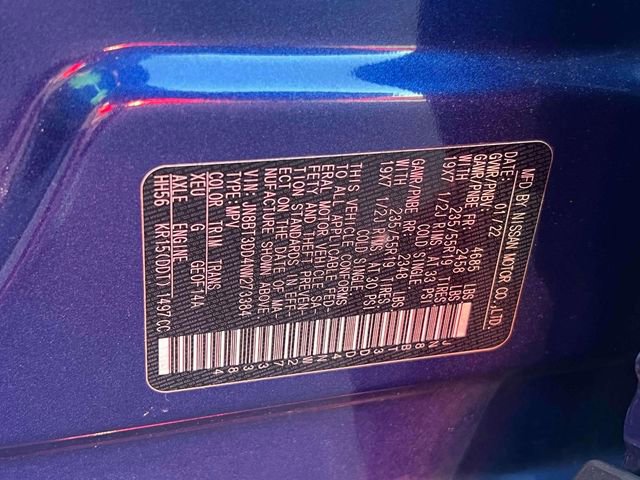 MFD BY: NISSAN MOTOR CO., LTD.
DATE: 01/22
GVWR/PNBV: 4665 LBS
GAWR/PNBE FR: 2458 LBS
WITH 235/55R19 TIRES,
19X7 1/2J RIMS, AT 33 PSI
COLD SINGLE
GAWR/PNBE RR: 2348 LBS
WITH 235/55R19 TIRES,
19X7 1/2J RIMS, AT 30 PSI
COLD SINGLE
THIS VEHICLE CONFORMS
TO ALL APPLICABLE FED-
ERAL MOTOR VEHICLE SA-
FETY AND THEFT PREVEN-
TION STANDARDS IN EFF-
ECT ON THE DATE OF MA-
NUFACTURE SHOWN ABOVE.
VIN: JN8BT3DD4NW273384
TYPE: MPV
COLOR TRIM TRANS
XEU G GE0F14A
AXLE ENGINE
HH56 KR15(DDT) 1497CC
JN8BT3DD4NW273384